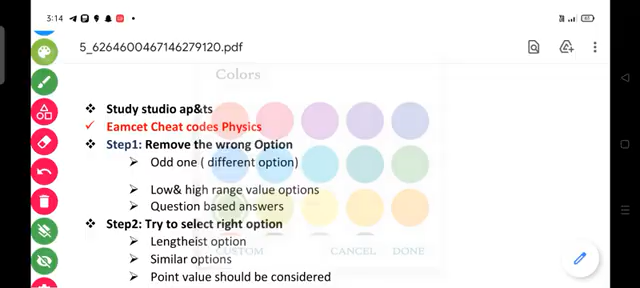 3:14
5_6264600467146279120.pdf
Colors
Study studio ap&ts
Eamcet Cheat codes Physics
Step1: Remove the wrong Option
Odd one ( different option)
Low& high range value options
Question based answers
Step2: Try to select right option
Lengtheist option
Similar options
Point value should be considered
CUSTOM CANCEL DONE